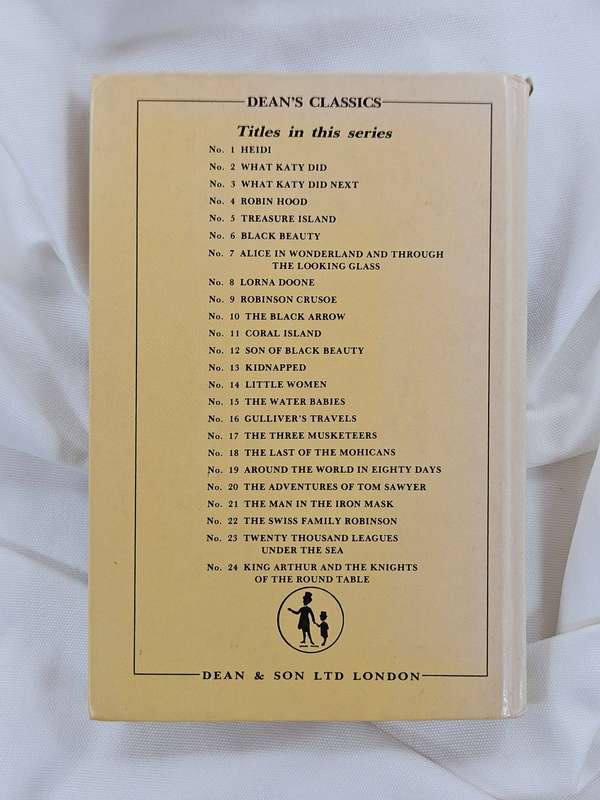 DEAN'S CLASSICS
Titles in this series
No. 1 HEIDI
No. 2 WHAT KATY DID
No. 3 WHAT KATY DID NEXT
No. 4 ROBIN HOOD
No. 5 TREASURE ISLAND
No. 6 BLACK BEAUTY
No. 7 ALICE IN WONDERLAND AND THROUGH
THE LOOKING GLASS
No. 8 LORNA DOONE
No. 9 ROBINSON CRUSOE
No. 10 THE BLACK ARROW
No. 11 CORAL ISLAND
No. 12 SON OF BLACK BEAUTY
No. 13 KIDNAPPED
No. 14 LITTLE WOMEN
No. 15 THE WATER BABIES
No. 16 GULLIVER'S TRAVELS
No. 17 THE THREE MUSKETEERS
No. 18 THE LAST OF THE MOHICANS
No. 19 AROUND THE WORLD IN EIGHTY DAYS
No. 20 THE ADVENTURES OF TOM SAWYER
No. 21 THE MAN IN THE IRON MASK
No. 22 THE SWISS FAMILY ROBINSON
No. 23 TWENTY THOUSAND LEAGUES
UNDER THE SEA
No. 24 KING ARTHUR AND THE KNIGHTS
OF THE ROUND TABLE
DEAN & SON LTD LONDON